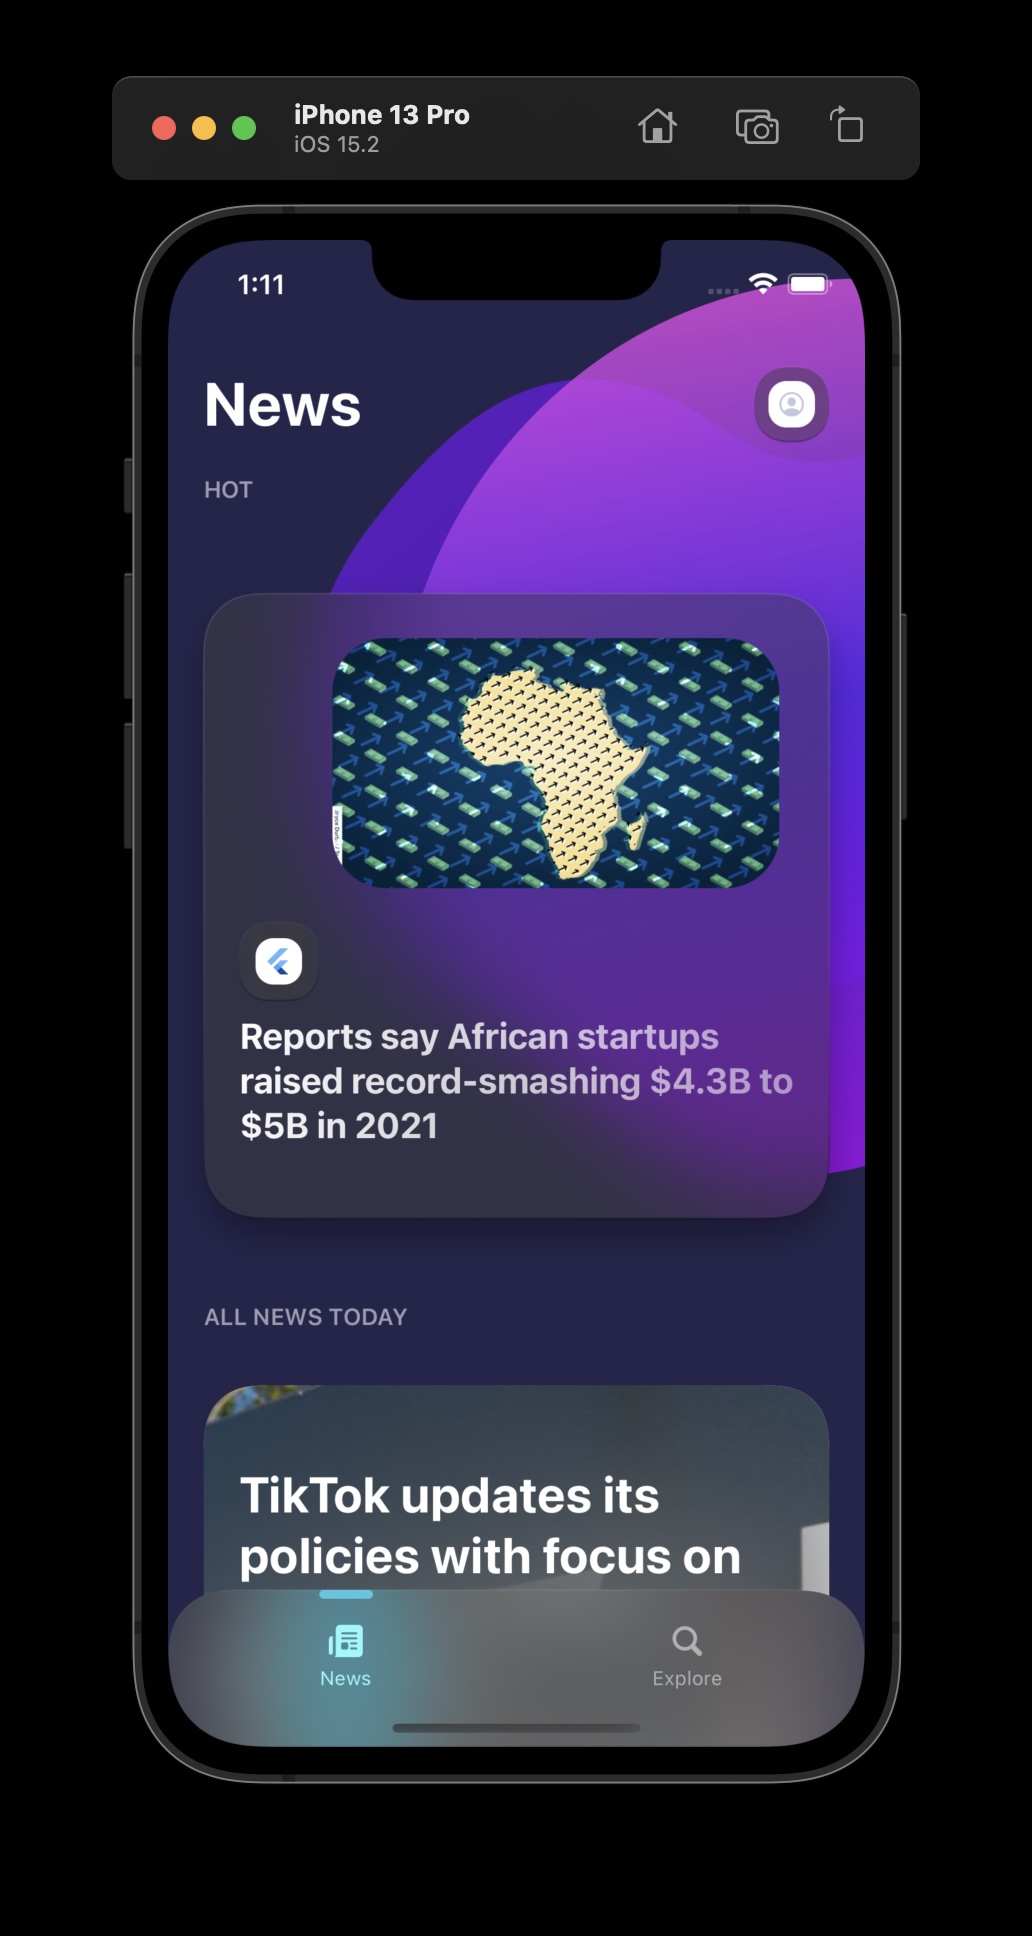 iPhone 13 Pro
iOS 15.2
1:11
News
HOT
Reports say African startups
raised record-smashing $4.3B to
$5B in 2021
ALL NEWS TODAY
TikTok updates its
policies with focus on
News
Explore